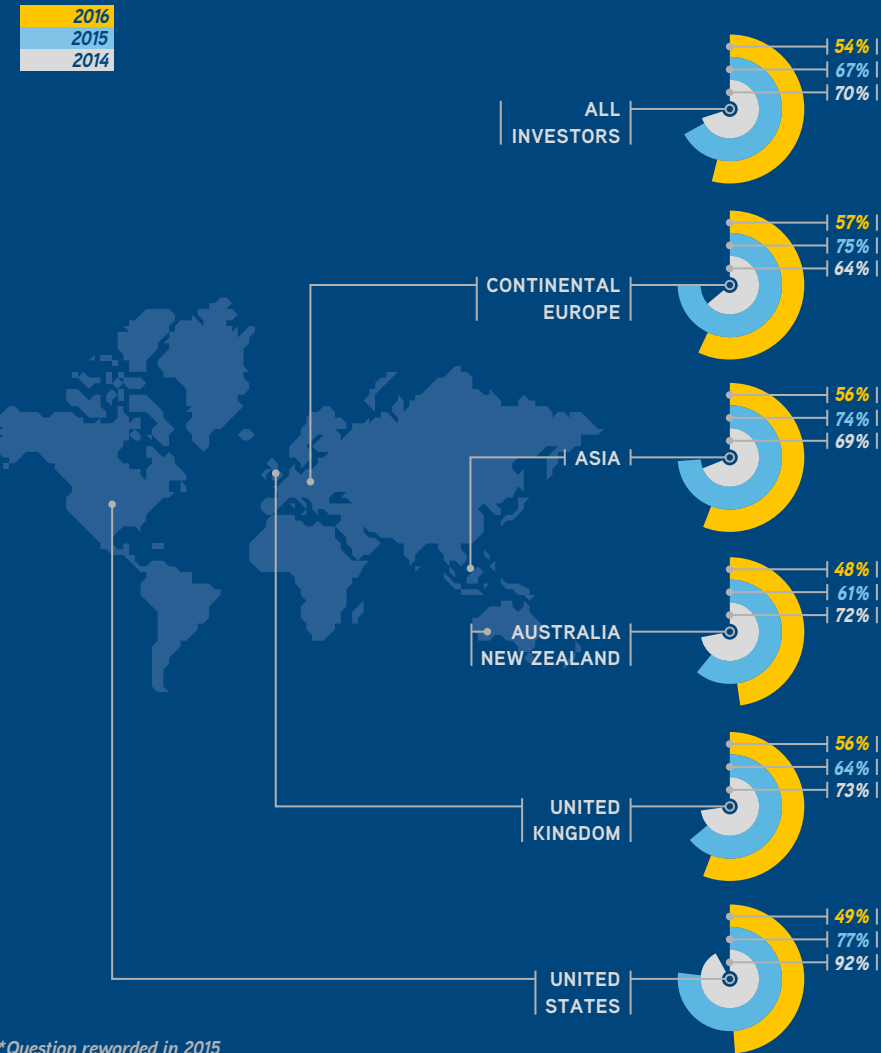 2016
2015
2014
54%
67%
70%
ALL
INVESTORS
57%
75%
64%
CONTINENTAL
EUROPE
56%
74%
69%
ASIA
48%
61%
72%
AUSTRALIA
NEW ZEALAND
56%
64%
73%
UNITED
KINGDOM
49%
77%
92%
UNITED
STATES
*Question reworded in 2015